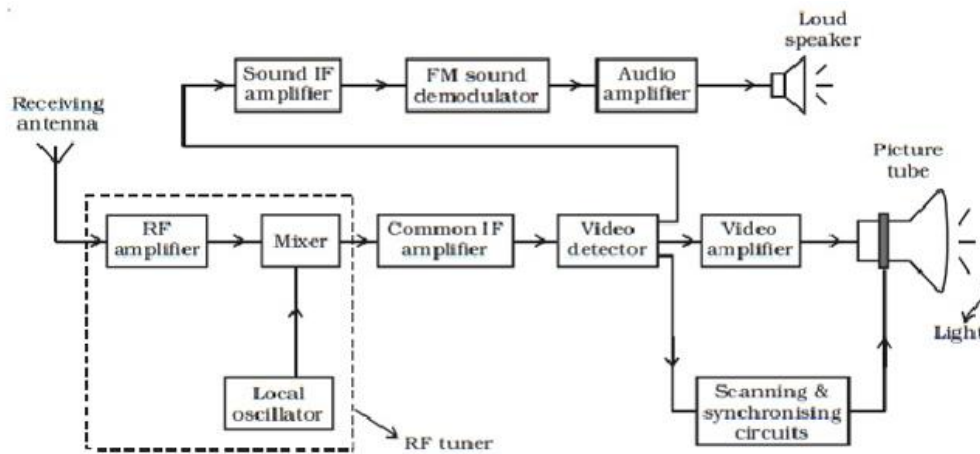 Loud
speaker
Sound IF
amplifier
FM sound
demodulator
Audio
amplifier
Receiving
antenna
Picture
tube
RF
amplifier
Mixer
Common IF
amplifier
Video
detector
Video
amplifier
Light
Local
oscillator
Scanning &
synchronising
circuits
RF tuner